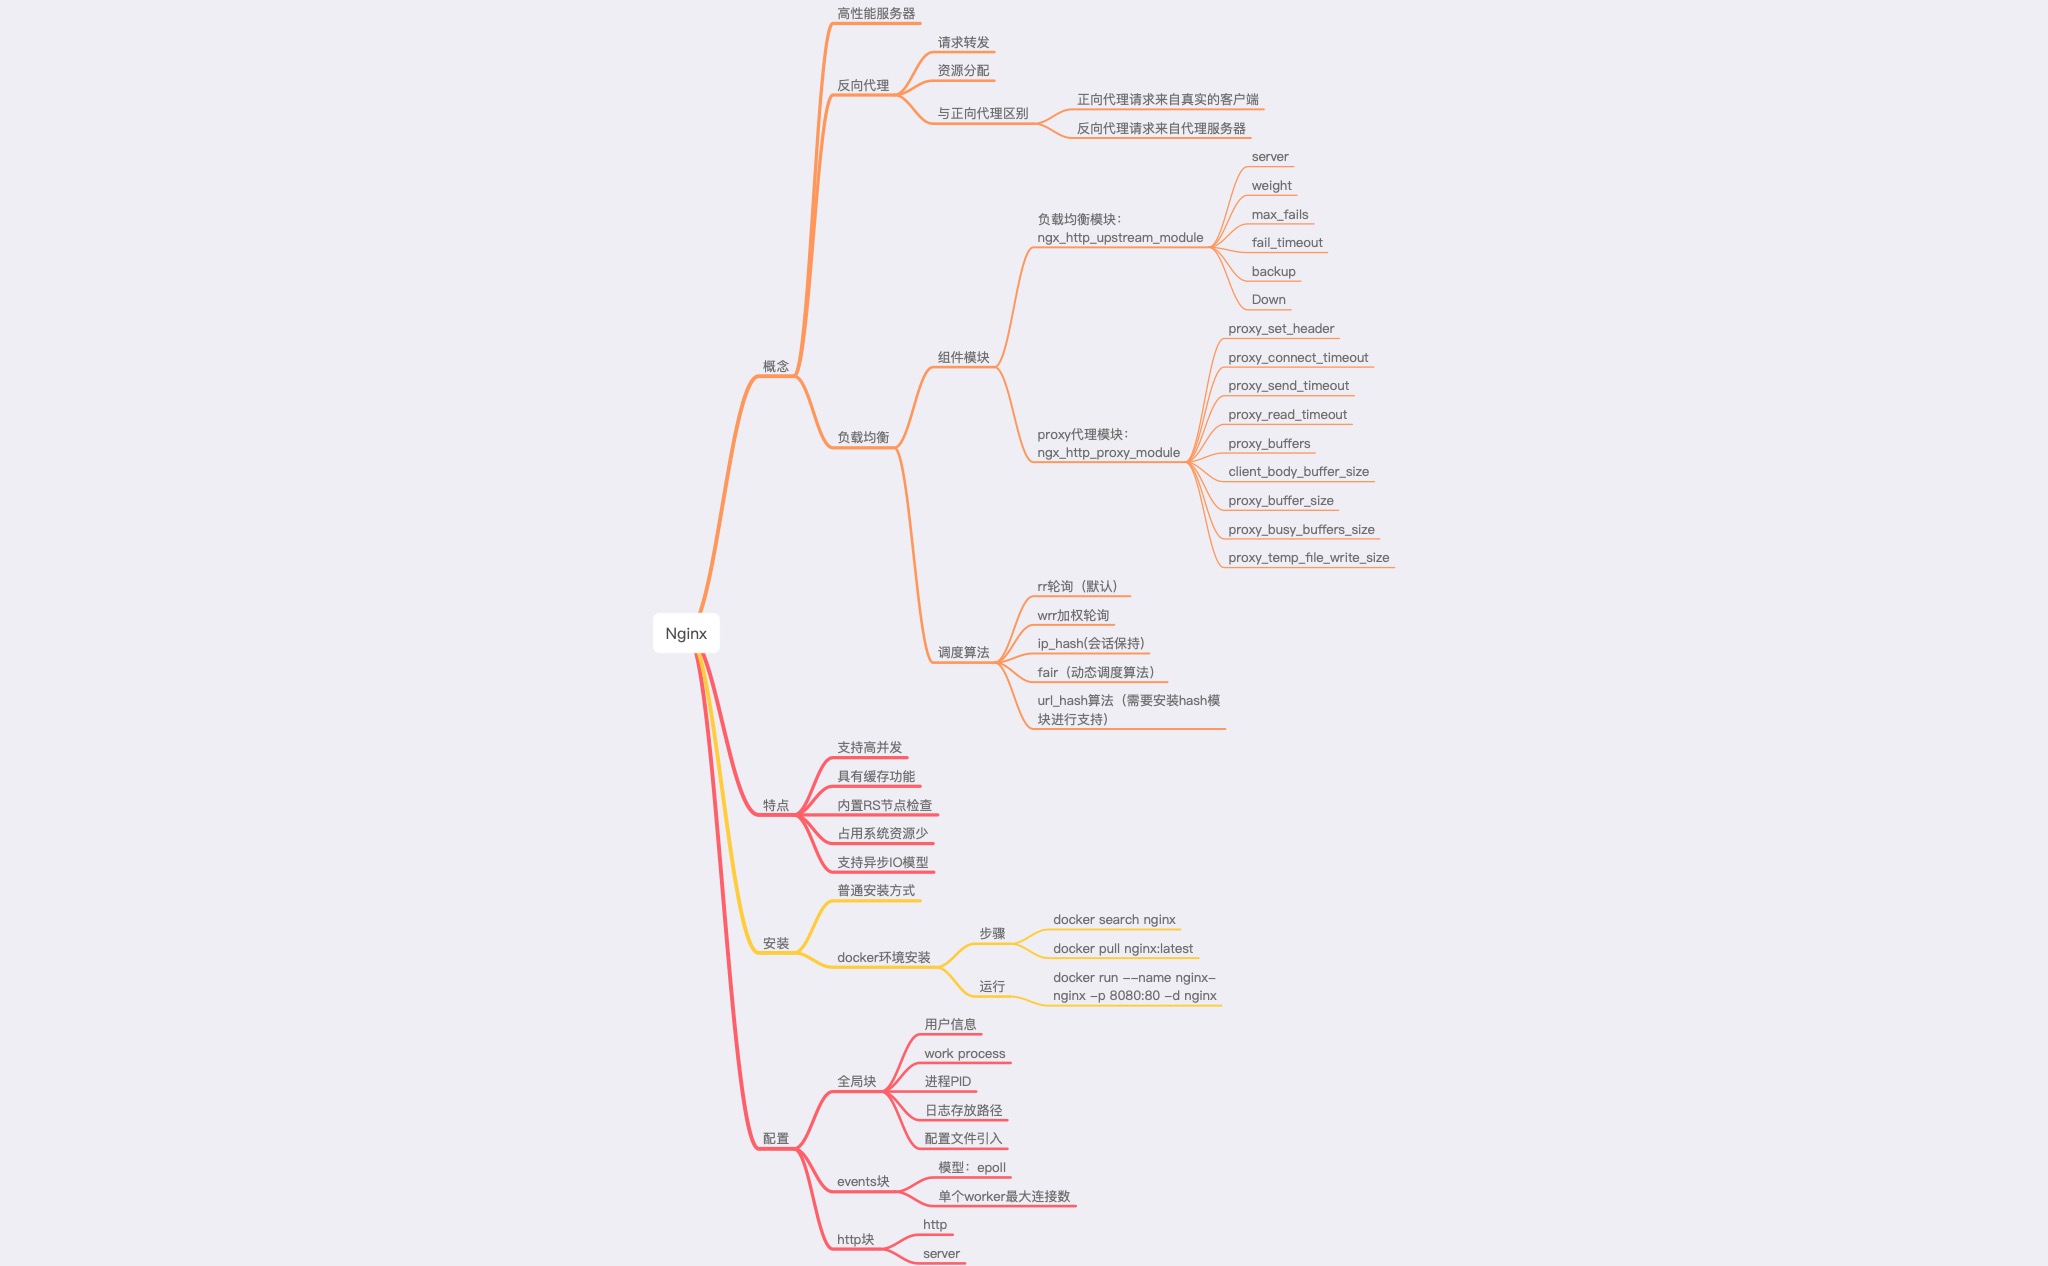 高性能服务器
请求转发
资源分配
反向代理
正向代理请求来自真实的客户端
与正向代理区别
反向代理请求来自代理服务器
server
weight
max_fails
负载均衡模块：
ngx_http_upstream_module
fail_timeout
backup
Down
proxy_set_header
组件模块
proxy_connect_timeout
概念
proxy_send_timeout
proxy_read_timeout
负载均衡
proxy代理模块：
ngx_http_proxy_module
proxy_buffers
client_body_buffer_size
proxy_buffer_size
proxy_busy_buffers_size
proxy_temp_file_write_size
rr轮询（默认）
wrr加权轮询
Nginx
ip_hash(会话保持)
调度算法
fair（动态调度算法）
url_hash算法（需要安装hash模
块进行支持）
支持高并发
具有缓存功能
特点
内置RS节点检查
占用系统资源少
支持异步IO模型
普通安装方式
docker search nginx
步骤
安装
docker pull nginx:latest
docker环境安装
运行
docker run --name nginx-
nginx -p 8080:80 -d nginx
用户信息
work process
全局块
进程PID
日志存放路径
配置
配置文件引入
模型：epoll
events块
单个worker最大连接数
http
http块
server